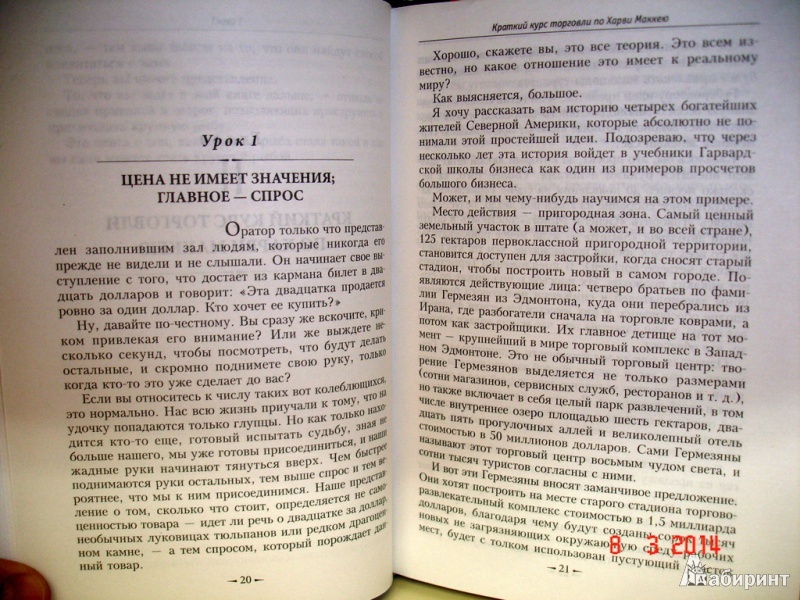 Урок 1
ЦЕНА НЕ ИМЕЕТ ЗНАЧЕНИЯ;
ГЛАВНОЕ — СПРОС
Оратор только что представ-
лен заполнившим зал людям, которые никогда его
прежде не видели и не слышали. Он начинает свое вы-
ступление с того, что достает из кармана билет в два-
дцать долларов и говорит: «Эта двадцатка продается
ровно за один доллар. Кто хочет ее купить?»
Ну, давайте по-честному. Вы сразу же вскочите, кри-
ком привлекая его внимание? Или же выждете не-
сколько секунд, чтобы посмотреть, что будут делать
остальные, и скромно поднимете свою руку, только
когда кто-то это уже сделает до вас?
Если вы относитесь к числу таких вот колеблющихся,
это нормально. Нас всю жизнь приучали к тому, что на
удочку попадаются только глупцы. Но как только нахо-
дится кто-то еще, готовый испытать судьбу, зная не
больше нашего, мы уже готовы присоединиться, и наши
жадные руки начинают тянуться вверх. Чем быстрее
поднимаются руки остальных, тем выше спрос и тем ве-
роятнее, что мы к ним присоединимся. Наше представ-
ление о том, сколько что стоит, определяется не самой
ценностью товара — идет ли речь о двадцатке за доллар,
необычных луковицах тюльпанов или редком драгоцен-
ном камне, — а тем спросом, который порождает дан-
ный товар.
— 20 —
Краткий курс торговли по Харви Маккею
Хорошо, скажете вы, это все теория. Это всем из-
вестно, но какое отношение это имеет к реальному
миру?
Как выясняется, большое.
Я хочу рассказать вам историю четырех богатейших
жителей Северной Америки, которые абсолютно не по-
нимали этой простейшей идеи. Подозреваю, что через
несколько лет эта история войдет в учебники Гарвард-
ской школы бизнеса как один из примеров просчетов
большого бизнеса.
Может, и мы чему-нибудь научимся на этом примере.
Место действия — пригородная зона. Самый ценный
земельный участок в штате (а может, и во всей стране),
125 гектаров первоклассной пригородной территории,
становится доступен для застройки, когда сносят старый
стадион, чтобы построить новый в самом городе. По-
являются действующие лица: четверо братьев по фами-
лии Гермезян из Эдмонтона, куда они перебрались из
Ирана, где разбогатели сначала на торговле коврами, а
потом как застройщики. Их главное детище на тот мо-
мент — крупнейший в мире торговый комплекс в Запад-
ном Эдмонтоне. Это не обычный торговый центр: тво-
рение Гермезянов выделяется не только размерами
(сотни магазинов, сервисных служб, ресторанов и т. д.),
но также включает в себя целый парк развлечений, в том
числе внутреннее озеро площадью шесть гектаров, два-
дцать пять прогулочных аллей и великолепный отель
стоимостью в 50 миллионов долларов. Сами Гермезяны
называют этот торговый центр восьмым чудом света, и
сотни тысяч туристов согласны с ними.
И вот эти Гермезяны вносят заманчивое предложение.
Они хотят построить на месте старого стадиона торгово-
развлекательный комплекс стоимостью в 1,5 миллиарда
долларов, благодаря чему будут созданы сорок тысяч
новых не загрязняющих окружающую среду рабочих
мест, будет с толком использован пустующий участок
— 21 —
8 3 2014
Лабиринт